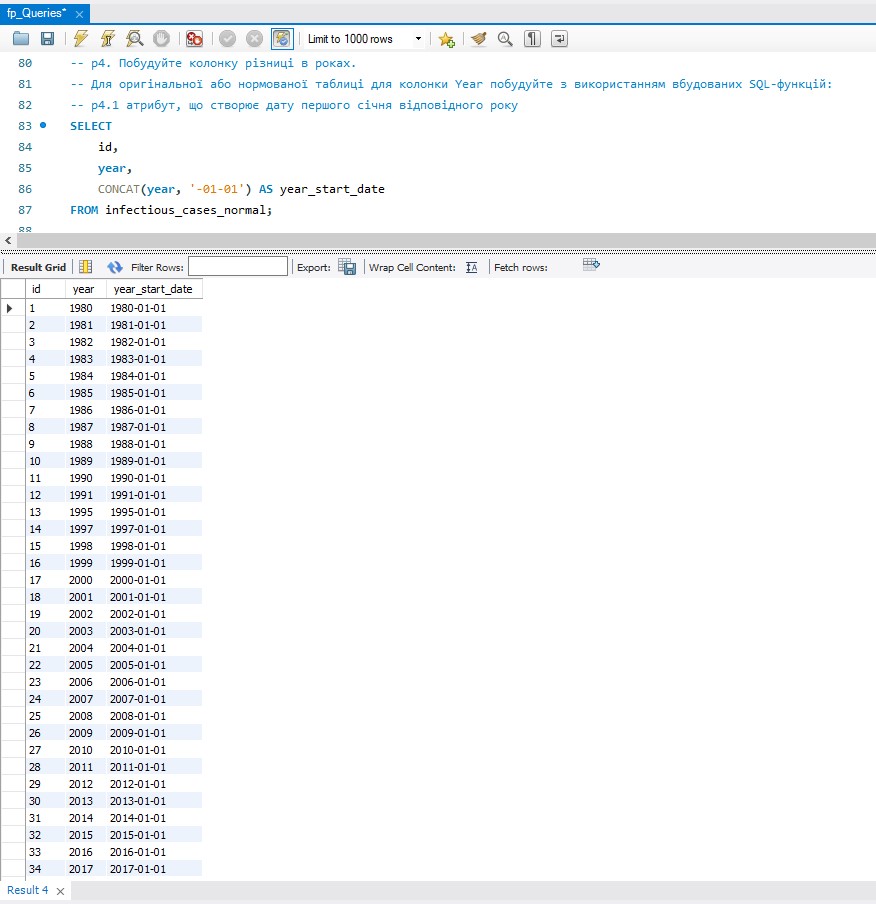 fp_Queries*
Limit to 1000 rows
80 -- p4. Побудуйте колонку різниці в роках.
81 -- Для оригінальної або нормованої таблиці для колонки Year побудуйте з використанням вбудованих SQL-функцій:
82 -- p4.1 атрибут, що створює дату першого січня відповідного року
83 SELECT
84 id,
85 year,
86 CONCAT(year, '-01-01') AS year_start_date
87 FROM infectious_cases_normal;
88
Result Grid Filter Rows: Export: Wrap Cell Content: Fetch rows:
id year year_start_date
1 1980 1980-01-01
2 1981 1981-01-01
3 1982 1982-01-01
4 1983 1983-01-01
5 1984 1984-01-01
6 1985 1985-01-01
7 1986 1986-01-01
8 1987 1987-01-01
9 1988 1988-01-01
10 1989 1989-01-01
11 1990 1990-01-01
12 1991 1991-01-01
13 1995 1995-01-01
14 1997 1997-01-01
15 1998 1998-01-01
16 1999 1999-01-01
17 2000 2000-01-01
18 2001 2001-01-01
19 2002 2002-01-01
20 2003 2003-01-01
21 2004 2004-01-01
22 2005 2005-01-01
23 2006 2006-01-01
24 2007 2007-01-01
25 2008 2008-01-01
26 2009 2009-01-01
27 2010 2010-01-01
28 2011 2011-01-01
29 2012 2012-01-01
30 2013 2013-01-01
31 2014 2014-01-01
32 2015 2015-01-01
33 2016 2016-01-01
34 2017 2017-01-01
Result 4